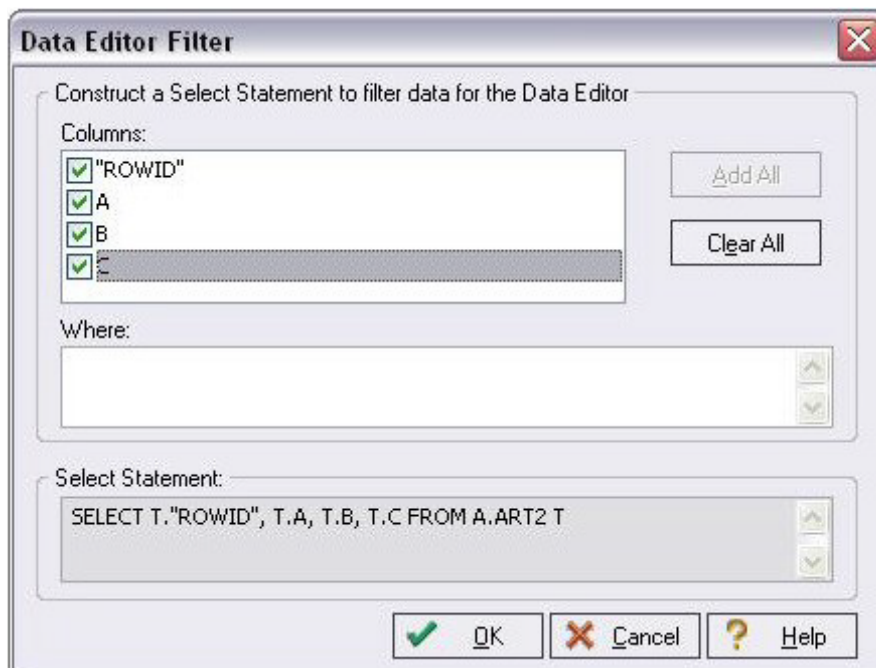 Data Editor Filter
Construct a Select Statement to filter data for the Data Editor
Columns:
"ROWID"
A
B
C
Add All
Clear All
Where:
Select Statement:
SELECT T."ROWID", T.A, T.B, T.C FROM A.ART2 T
OK
Cancel
? Help